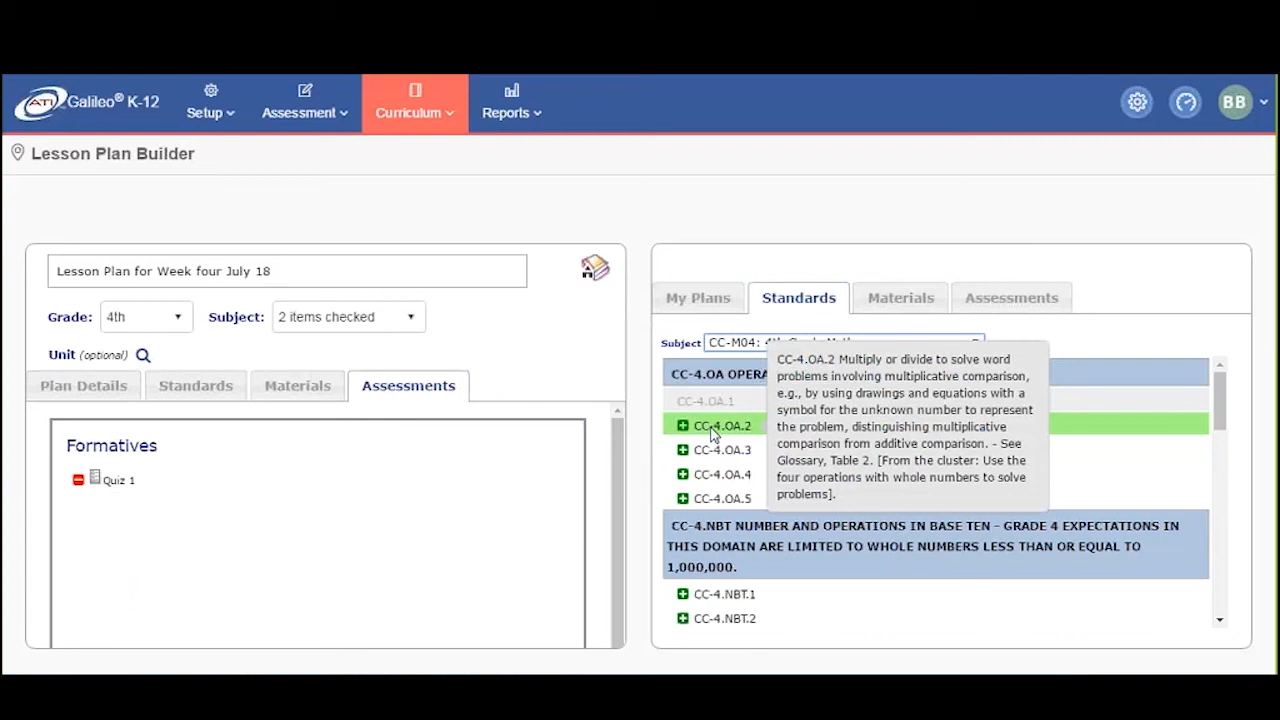 ATI Galileo® K-12
Setup
Assessment
Curriculum
Reports
BB
Lesson Plan Builder
Lesson Plan for Week four July 18
Grade: 4th
Subject: 2 items checked
Unit (optional)
Plan Details
Standards
Materials
Assessments
Formatives
Quiz 1
My Plans
Standards
Materials
Assessments
Subject CC-M04: 4th Grade Math
CC-4.OA OPERA
CC-4.OA.1
CC-4.OA.2
CC-4.OA.3
CC-4.OA.4
CC-4.OA.5
CC-4.OA.2 Multiply or divide to solve word
problems involving multiplicative comparison,
e.g., by using drawings and equations with a
symbol for the unknown number to represent
the problem, distinguishing multiplicative
comparison from additive comparison. - See
Glossary, Table 2. [From the cluster: Use the
four operations with whole numbers to solve
problems].
CC-4.NBT NUMBER AND OPERATIONS IN BASE TEN - GRADE 4 EXPECTATIONS IN
THIS DOMAIN ARE LIMITED TO WHOLE NUMBERS LESS THAN OR EQUAL TO
1,000,000.
CC-4.NBT.1
CC-4.NBT.2